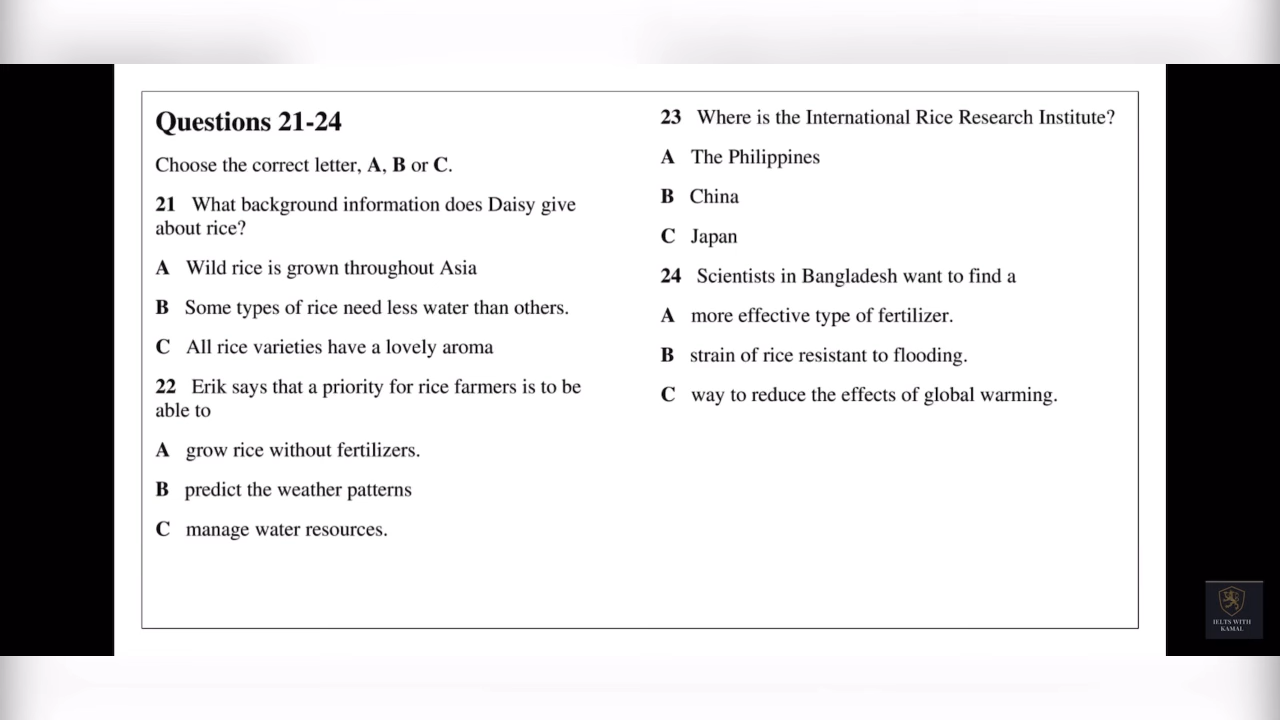 Questions 21-24
Choose the correct letter, A, B or C.
21 What background information does Daisy give
about rice?
A Wild rice is grown throughout Asia
B Some types of rice need less water than others.
C All rice varieties have a lovely aroma
22 Erik says that a priority for rice farmers is to be
able to
A grow rice without fertilizers.
B predict the weather patterns
C manage water resources.
23 Where is the International Rice Research Institute?
A The Philippines
B China
C Japan
24 Scientists in Bangladesh want to find a
A more effective type of fertilizer.
B strain of rice resistant to flooding.
C way to reduce the effects of global warming.
IELTS WITH
KAMAL